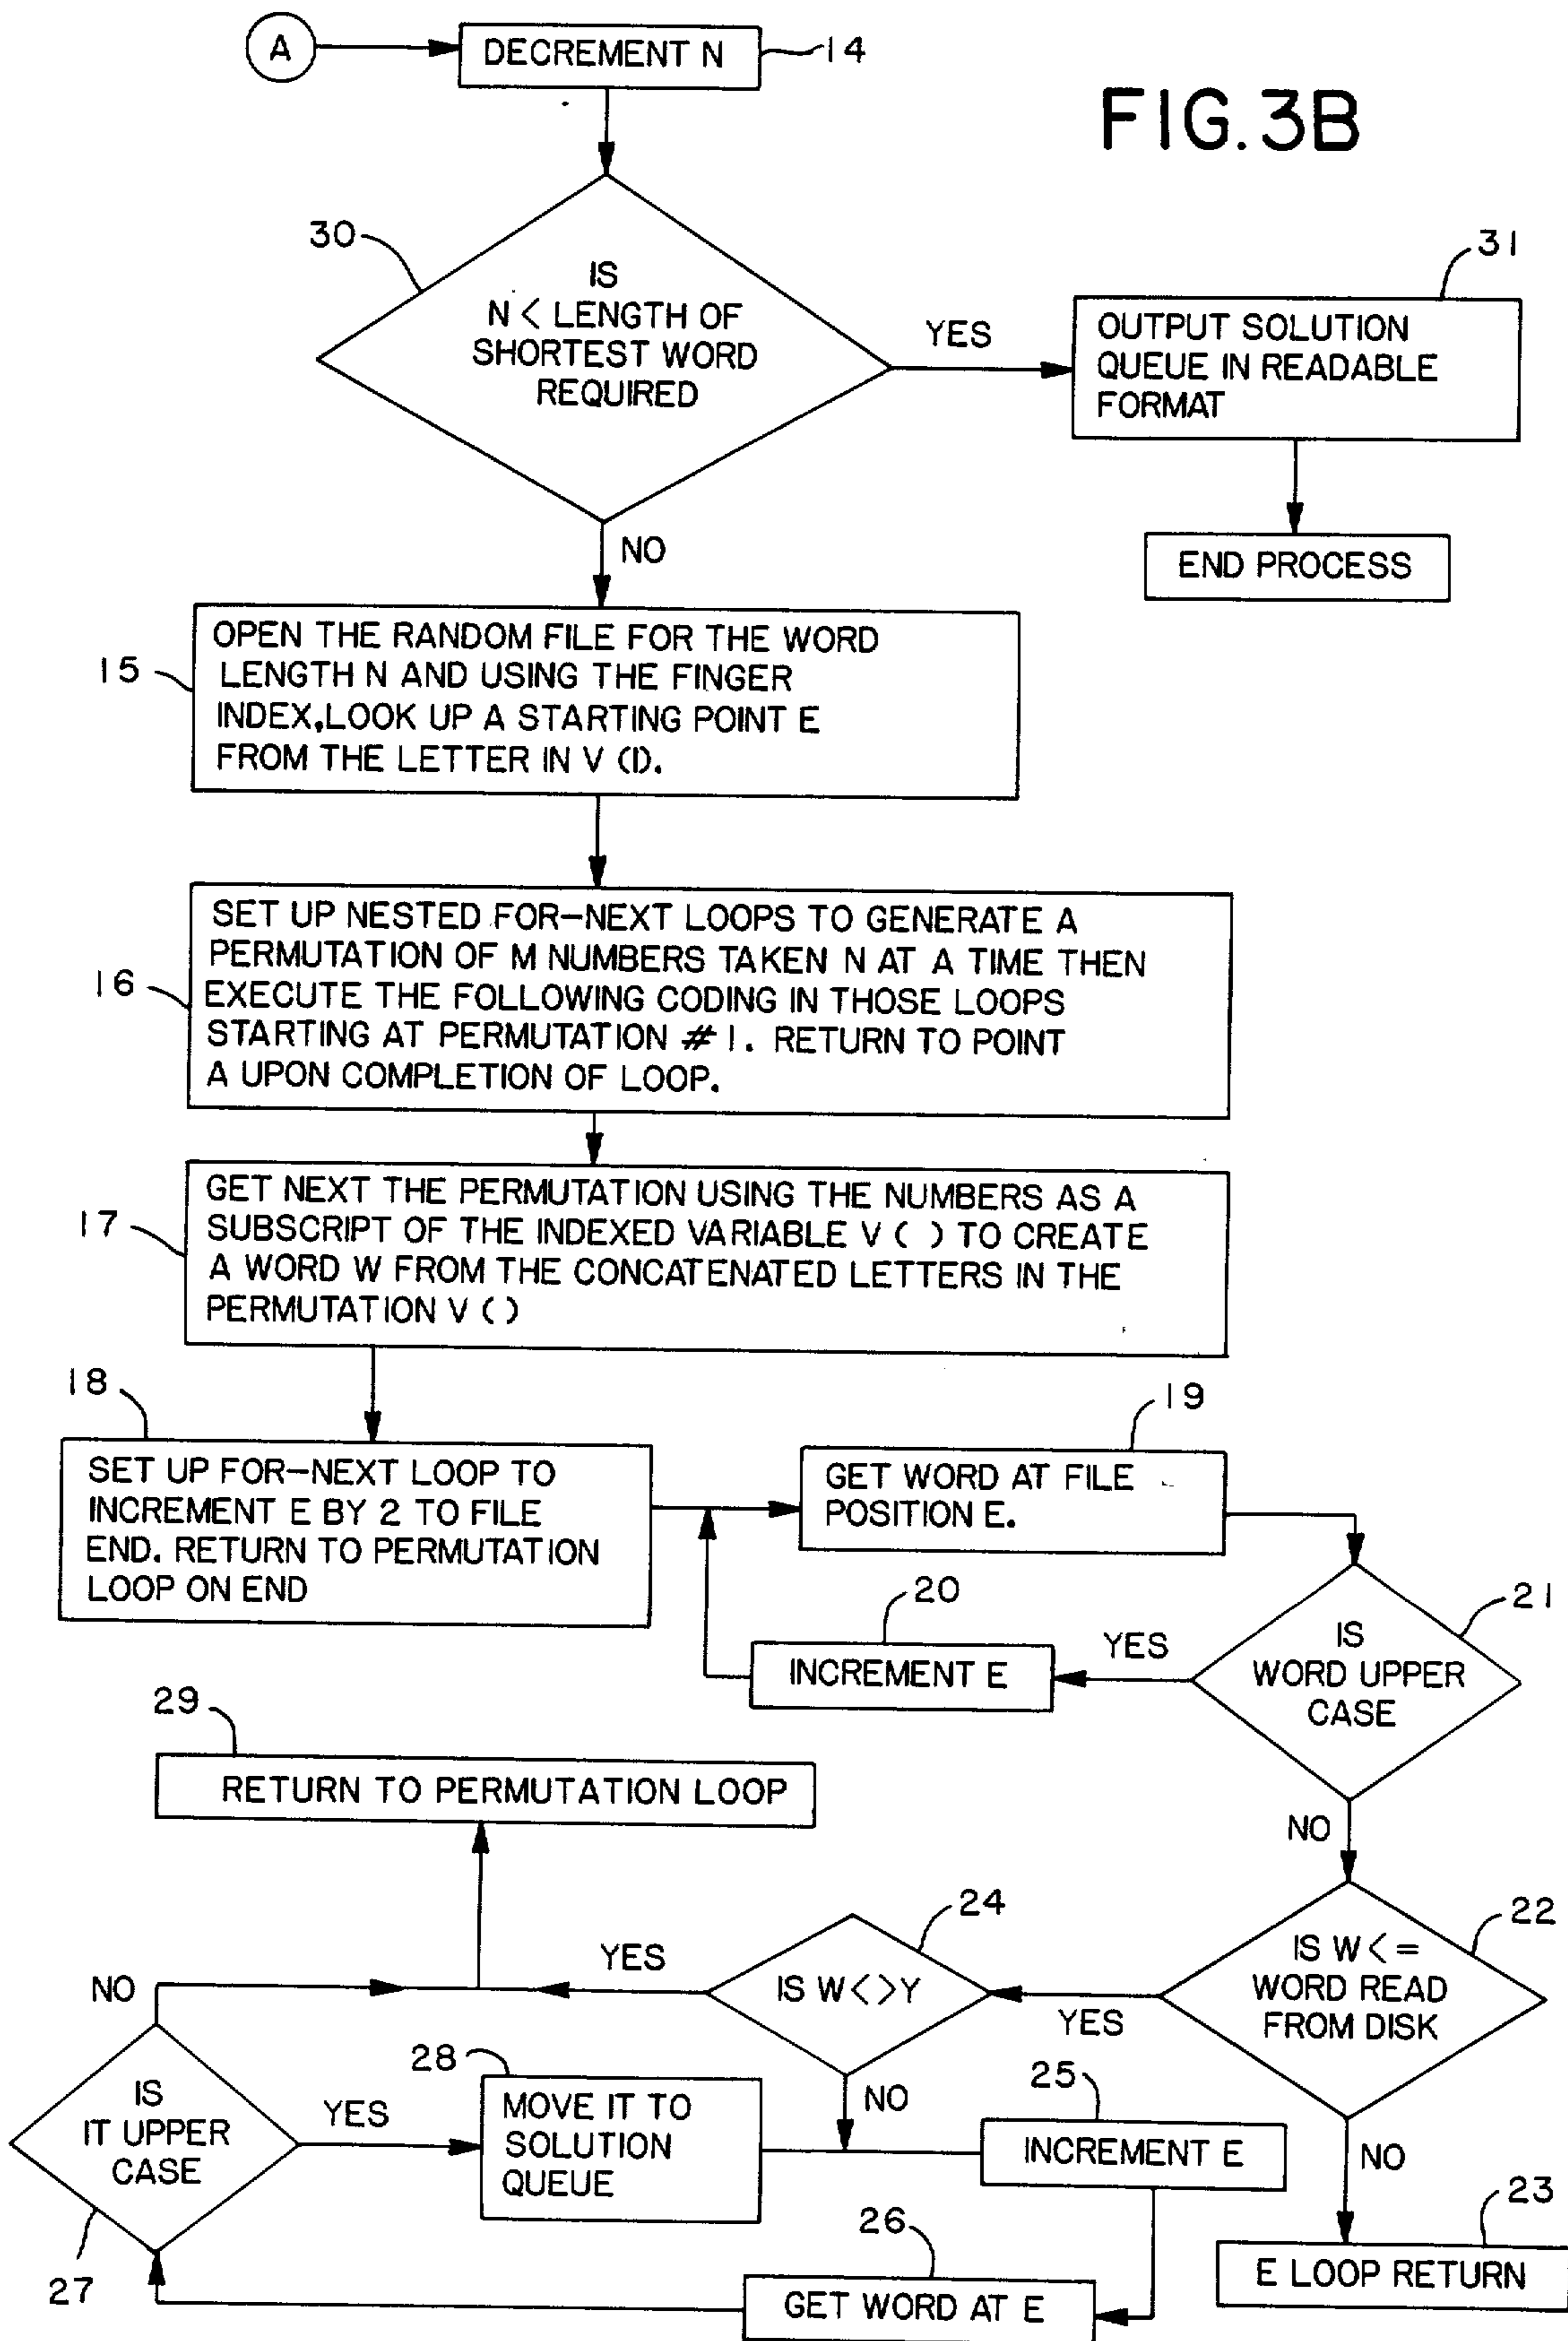 A
DECREMENT N
14
FIG. 3B
30
IS
N < LENGTH OF
SHORTEST WORD
REQUIRED
YES
31
OUTPUT SOLUTION
QUEUE IN READABLE
FORMAT
NO
END PROCESS
15
OPEN THE RANDOM FILE FOR THE WORD
LENGTH N AND USING THE FINGER
INDEX, LOOK UP A STARTING POINT E
FROM THE LETTER IN V (1).
16
SET UP NESTED FOR-NEXT LOOPS TO GENERATE A
PERMUTATION OF M NUMBERS TAKEN N AT A TIME THEN
EXECUTE THE FOLLOWING CODING IN THOSE LOOPS
STARTING AT PERMUTATION # 1. RETURN TO POINT
A UPON COMPLETION OF LOOP.
17
GET NEXT THE PERMUTATION USING THE NUMBERS AS A
SUBSCRIPT OF THE INDEXED VARIABLE V ( ) TO CREATE
A WORD W FROM THE CONCATENATED LETTERS IN THE
PERMUTATION V ( )
18
SET UP FOR-NEXT LOOP TO
INCREMENT E BY 2 TO FILE
END. RETURN TO PERMUTATION
LOOP ON END
19
GET WORD AT FILE
POSITION E.
20
INCREMENT E
YES
21
IS
WORD UPPER
CASE
NO
29
RETURN TO PERMUTATION LOOP
22
IS W < =
WORD READ
FROM DISK
YES
NO
24
IS W < > Y
YES
NO
NO
27
IS
IT UPPER
CASE
YES
28
MOVE IT TO
SOLUTION
QUEUE
25
INCREMENT E
26
GET WORD AT E
23
E LOOP RETURN